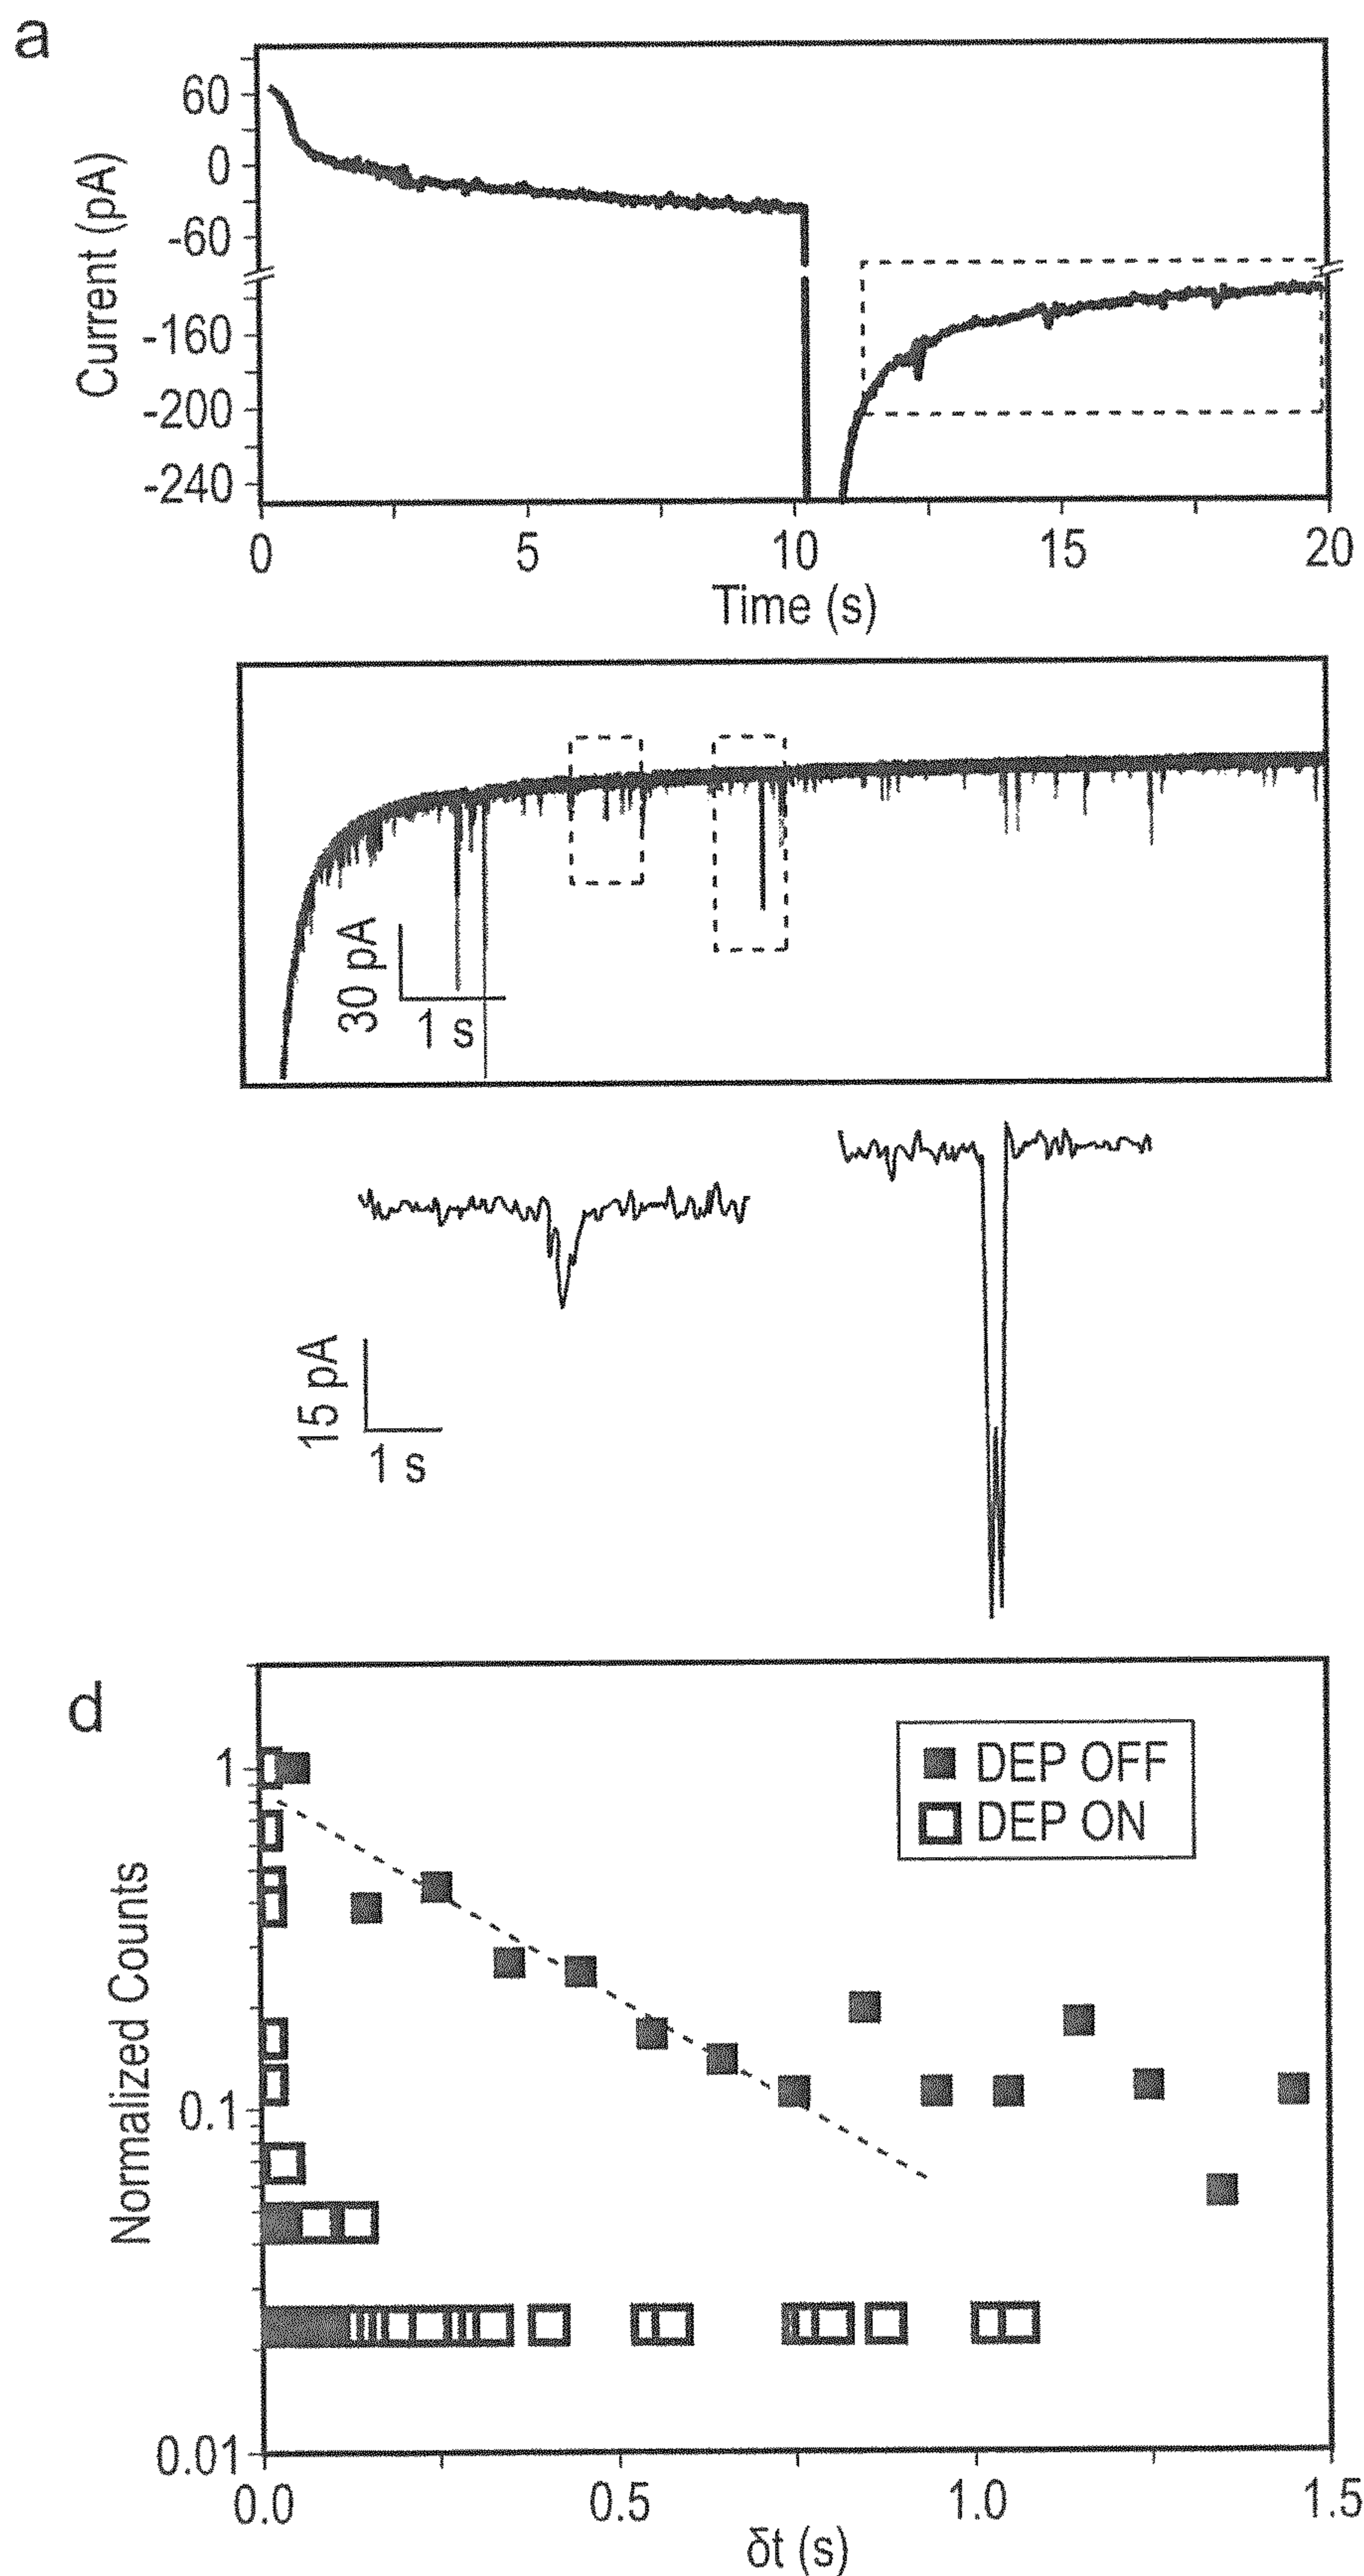 a
Current (pA)
60
0
-60
-160
-200
-240
0 5 10 15 20
Time (s)
30 pA
1 s
15 pA
1 s
d
Normalized Counts
1
0.1
0.01
DEP OFF
DEP ON
0.0 0.5 1.0 1.5
δt (s)